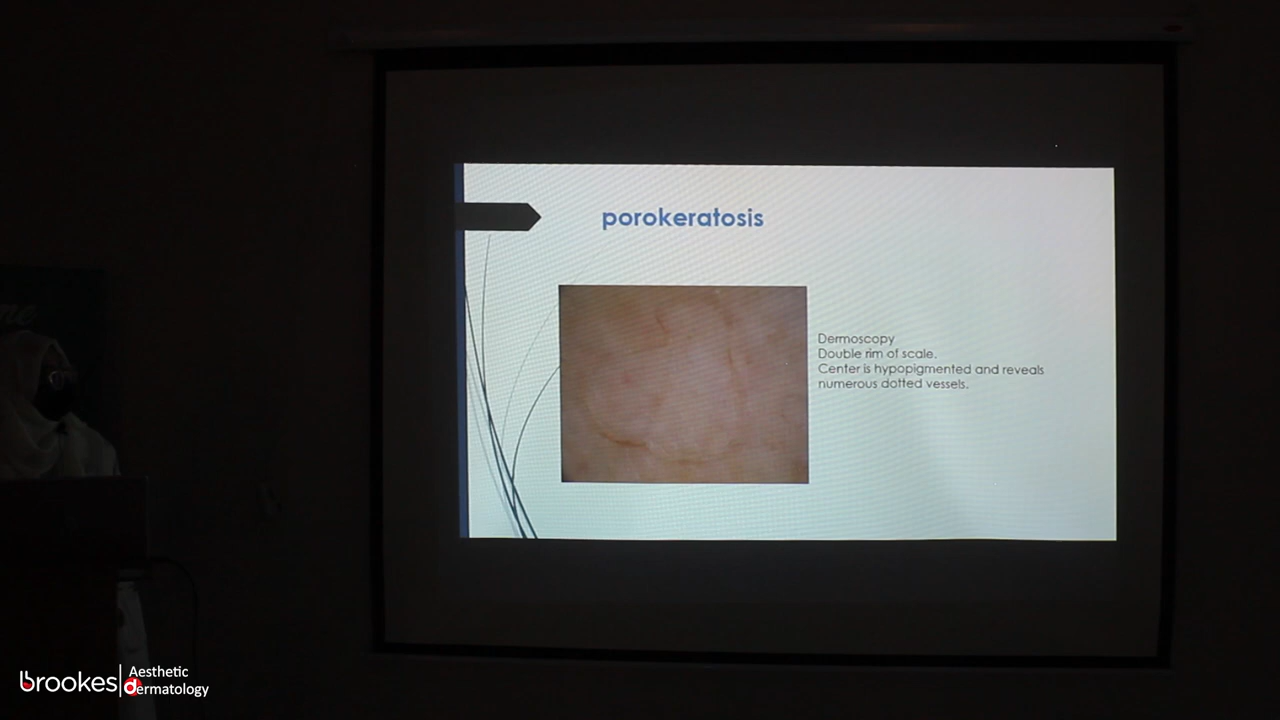 porokeratosis
Dermoscopy
Double rim of scale.
Center is hypopigmented and reveals
numerous dotted vessels.
brookes
Aesthetic
dermatology